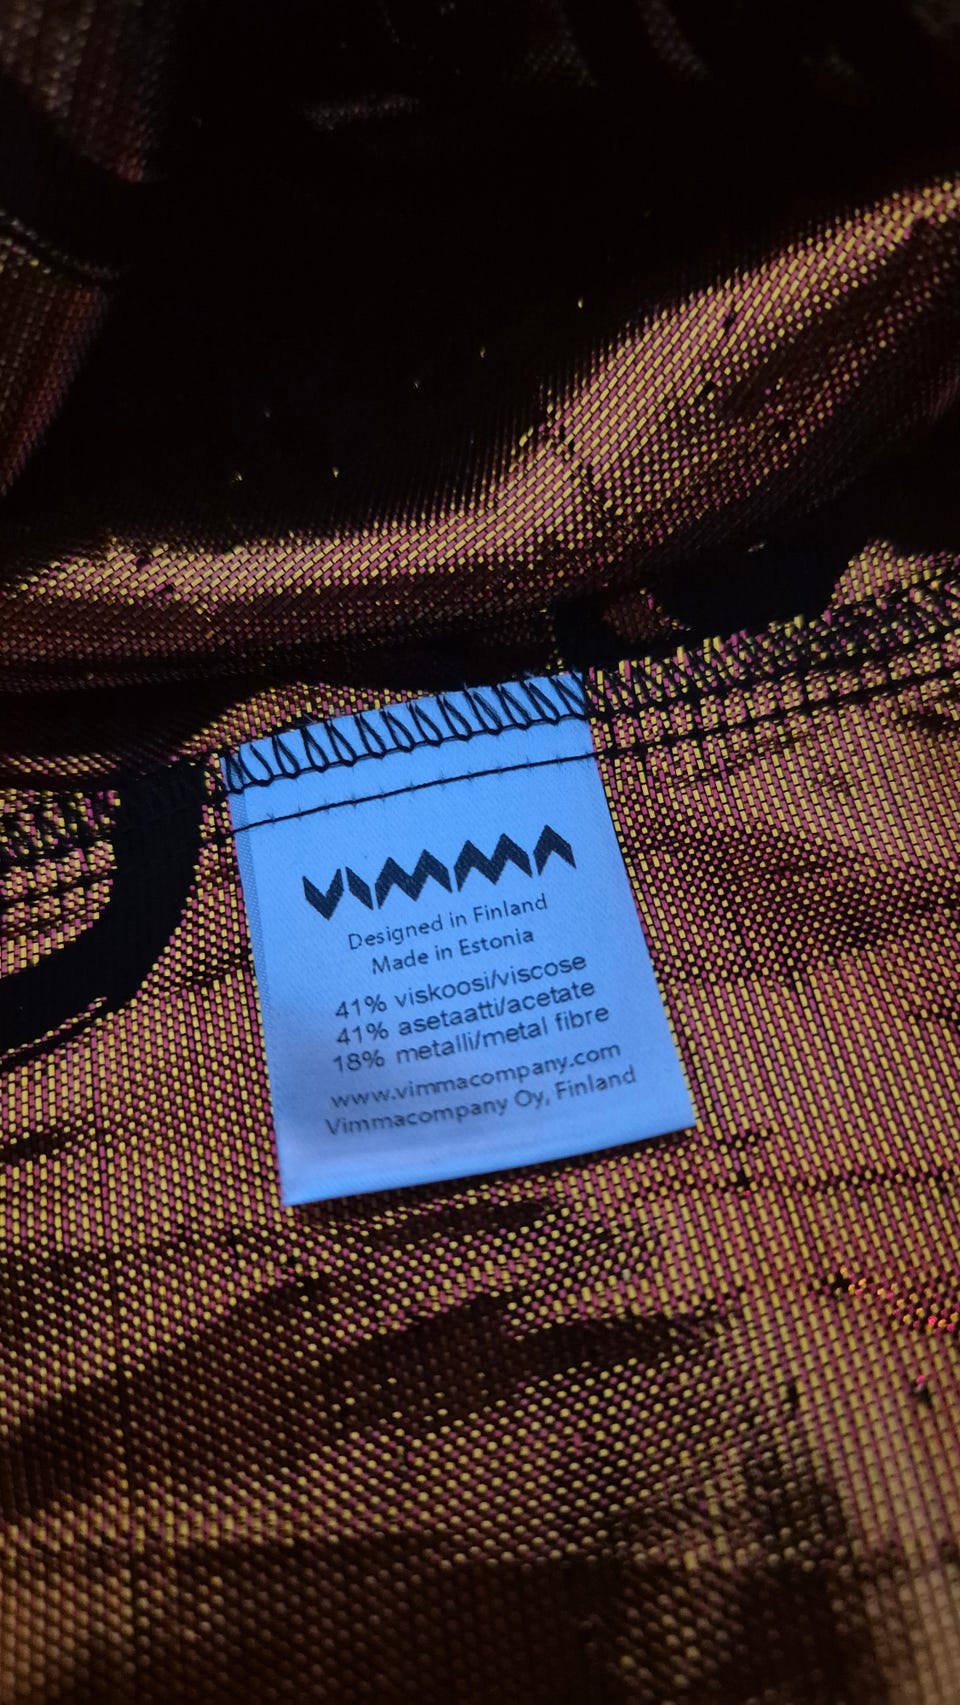 VIMMA
Designed in Finland
Made in Estonia
41% viskoosi/viscose
41% asetaatti/acetate
18% metalli/metal fibre
www.vimmacompany.com
Vimmacompany Oy, Finland